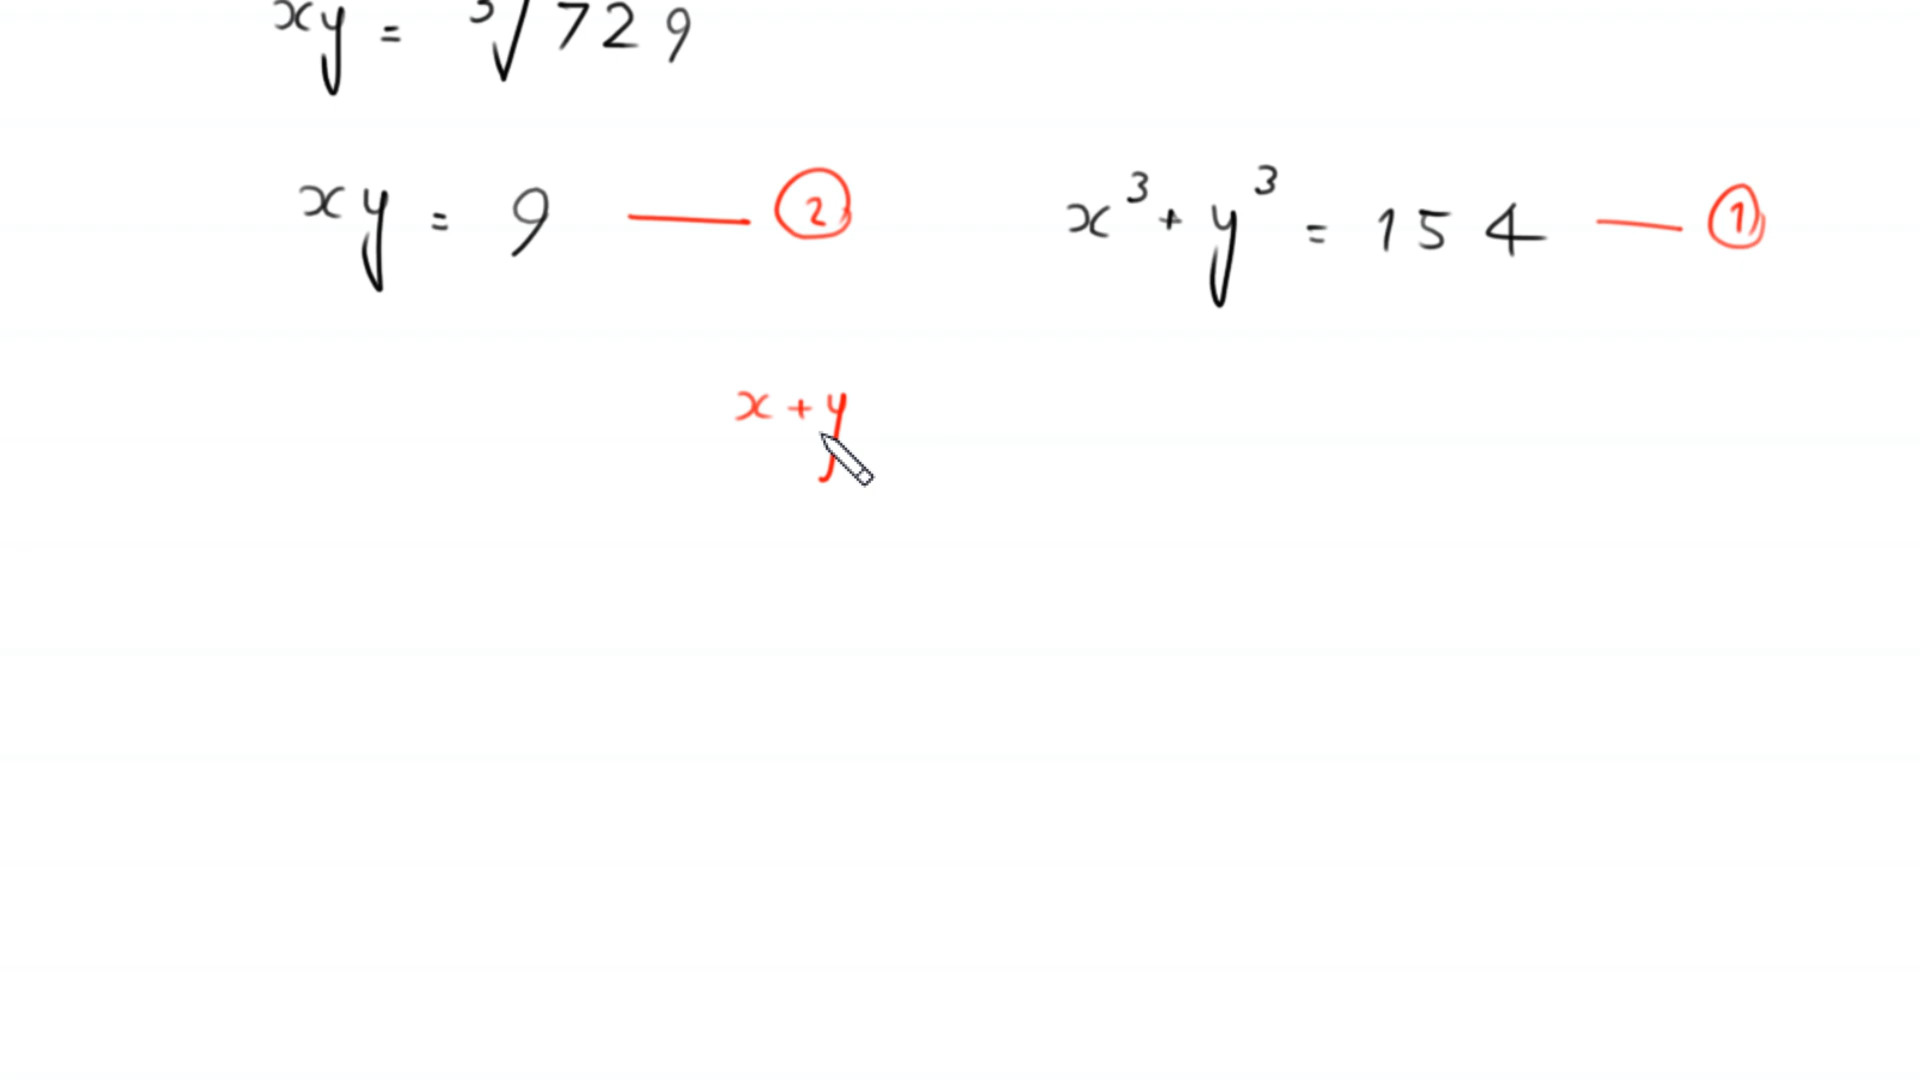 xy = ³√729
xy = 9 — ② x³ + y³ = 154 — ①
x + y